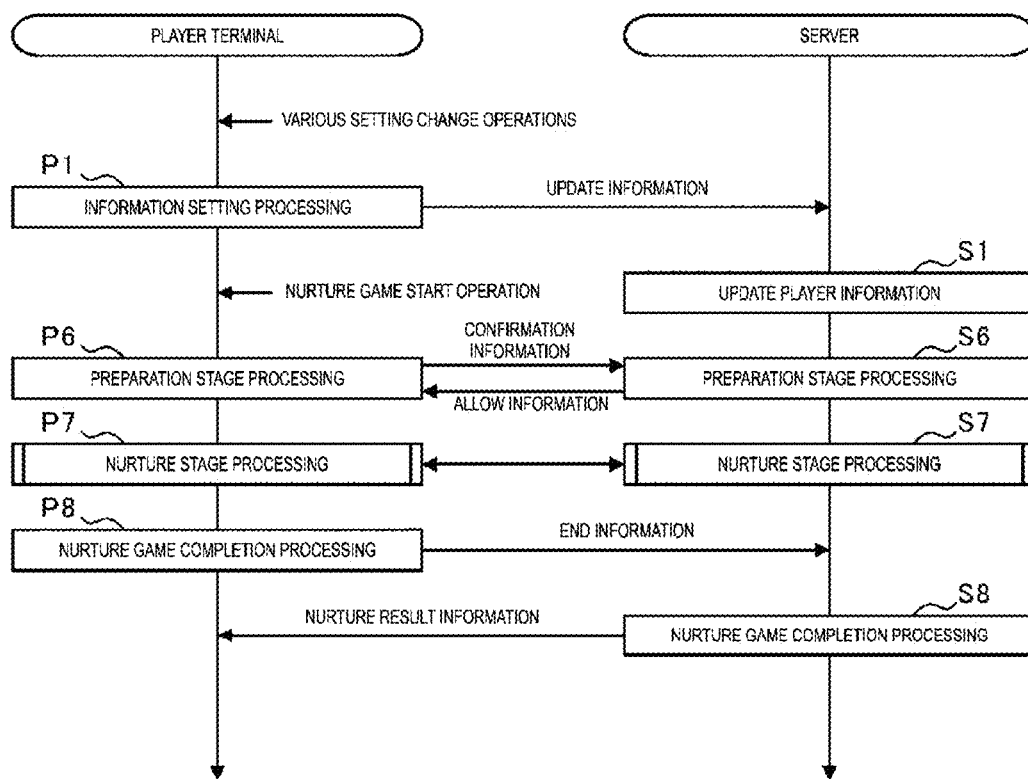 PLAYER TERMINAL
SERVER
VARIOUS SETTING CHANGE OPERATIONS
P1
INFORMATION SETTING PROCESSING
UPDATE INFORMATION
S1
NURTURE GAME START OPERATION
UPDATE PLAYER INFORMATION
P6
CONFIRMATION
INFORMATION
S6
PREPARATION STAGE PROCESSING
PREPARATION STAGE PROCESSING
ALLOW INFORMATION
P7
S7
NURTURE STAGE PROCESSING
NURTURE STAGE PROCESSING
P8
END INFORMATION
NURTURE GAME COMPLETION PROCESSING
S8
NURTURE RESULT INFORMATION
NURTURE GAME COMPLETION PROCESSING